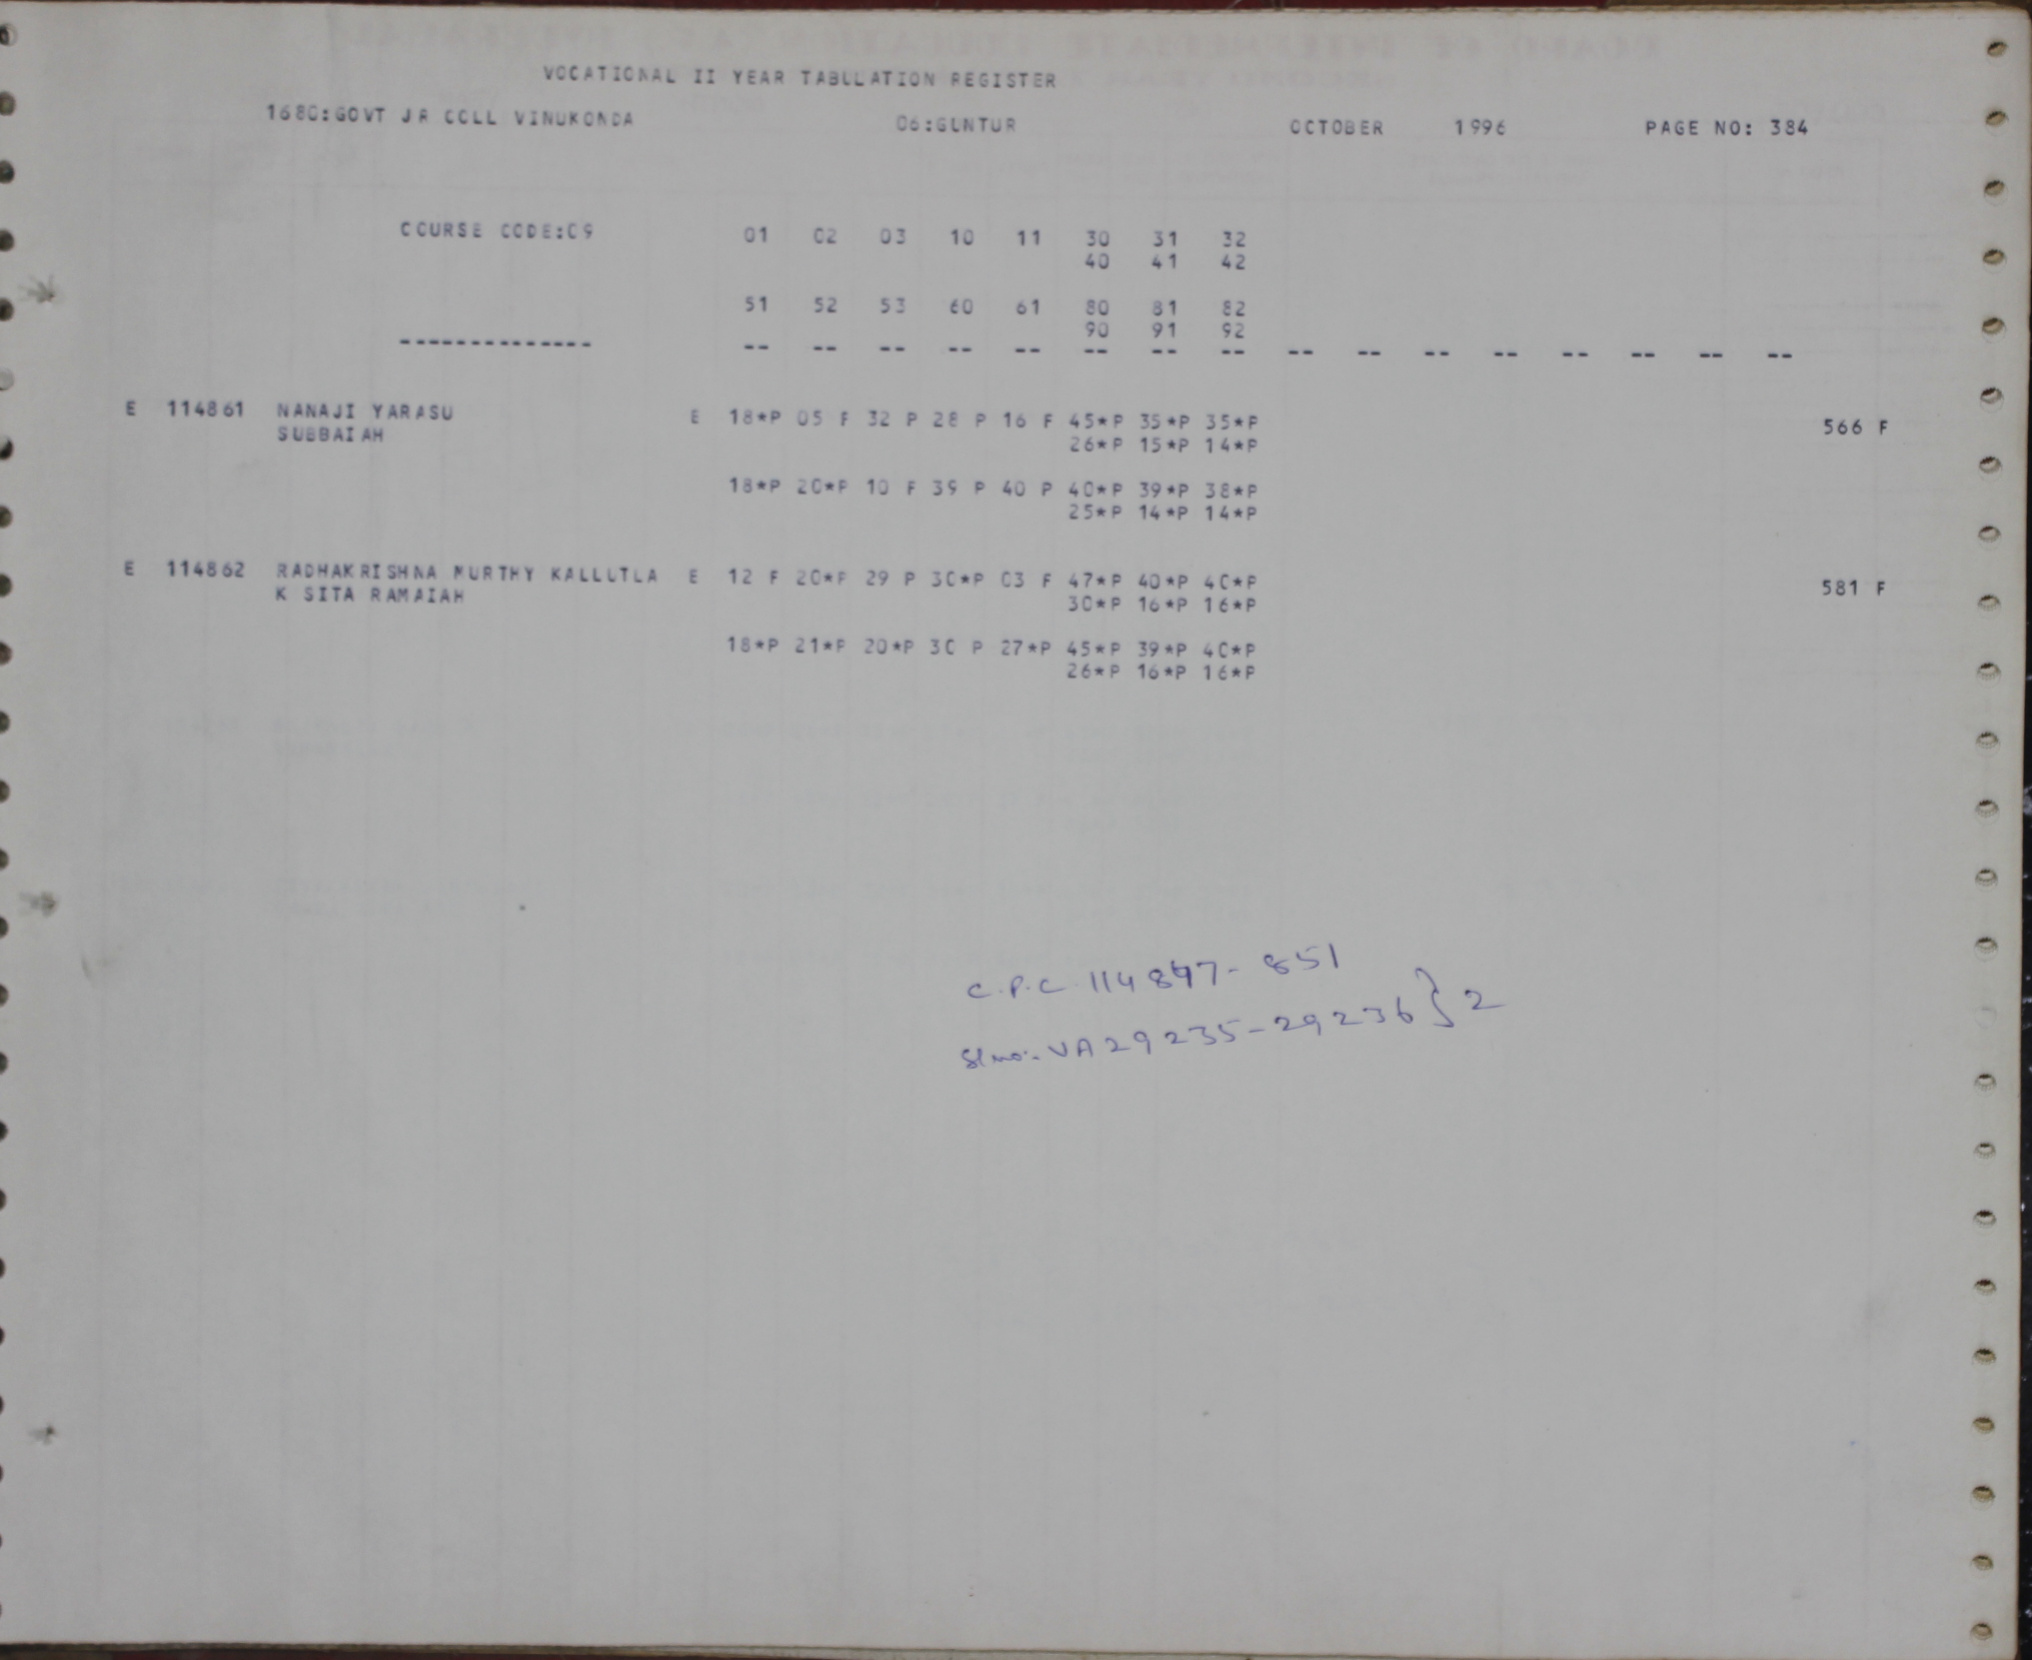 VOCATIONAL II YEAR TABULATION REGISTER
1680:GOVT JR COLL VINUKONDA 06:GUNTUR OCTOBER 1996 PAGE NO: 384
COURSE CODE:09 01 02 03 10 11 30 31 32
40 41 42
51 52 53 60 61 80 81 82
90 91 92
-------------- -- -- -- -- -- -- -- -- -- -- -- -- -- -- -- --
E 114861 NANAJI YARASU E 18*P 05 F 32 P 28 P 16 F 45*P 35*P 35*P 566 F
SUBBAIAH 26*P 15*P 14*P
18*P 20*P 10 F 39 P 40 P 40*P 39*P 38*P
25*P 14*P 14*P
E 114862 RADHAKRISHNA MURTHY KALLUTLA E 12 F 20*P 29 P 30*P 03 F 47*P 40*P 40*P 581 F
K SITA RAMAIAH 30*P 16*P 16*P
18*P 21*P 20*P 30 P 27*P 45*P 39*P 40*P
26*P 16*P 16*P
C.P.C 114847- 851
Sl no:. VA 29235-29236 } 2